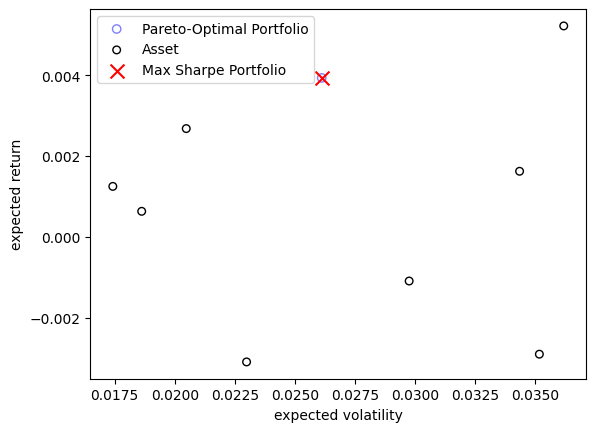 Pareto-Optimal Portfolio
Asset
Max Sharpe Portfolio
expected return
0.004
0.002
0.000
−0.002
0.0175
0.0200
0.0225
0.0250
0.0275
0.0300
0.0325
0.0350
expected volatility